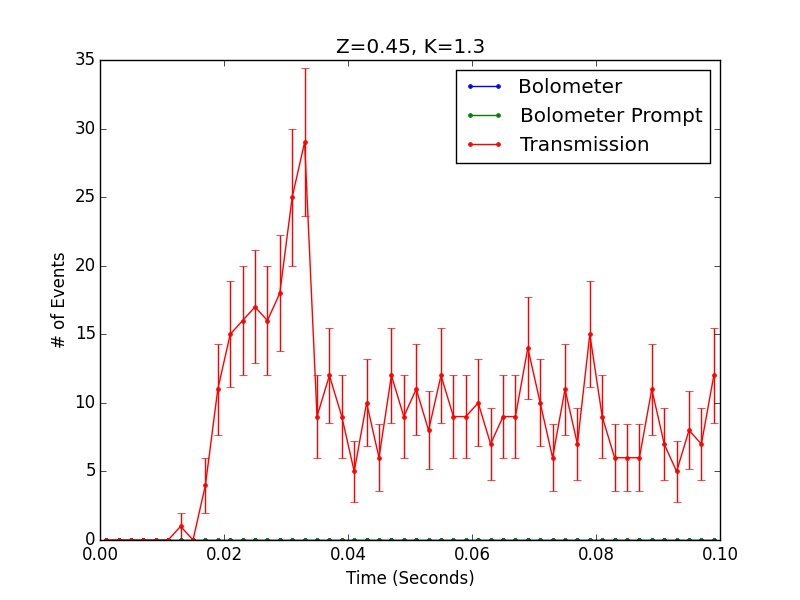 Z=0.45, K=1.3
Bolometer
Bolometer Prompt
Transmission
# of Events
35
30
25
20
15
10
5
0
0.00 0.02 0.04 0.06 0.08 0.10
Time (Seconds)